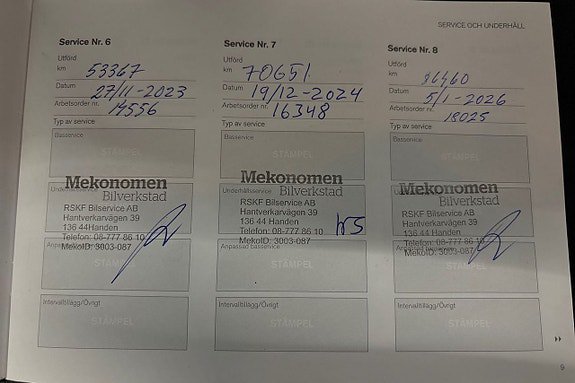 SERVICE OCH UNDERHÅLL
Service Nr. 6
Utförd
km 53367
Datum 27/11-2023
Arbetsorder nr. 14556
Typ av service
Basservice
STÄMPEL
Mekonomen
Bilverkstad
RSKF Bilservice AB
Hantverkarvägen 39
136 44 Handen
Telefon: 08-777 86 10
MekoID: 3003-087
Anpassad basservice
STÄMPEL
Intervalltillägg/Övrigt
STÄMPEL
Service Nr. 7
Utförd
km 70651
Datum 19/12-2024
Arbetsorder nr. 16348
Typ av service
Basservice
STÄMPEL
Underhållsservice
Mekonomen
Bilverkstad
RSKF Bilservice AB
Hantverkarvägen 39
136 44 Handen
Telefon: 08-777 86 10
MekoID: 3003-087
Anpassad basservice
STÄMPEL
Intervalltillägg/Övrigt
STÄMPEL
Service Nr. 8
Utförd
km 86460
Datum 5/1-2026
Arbetsorder nr. 18025
Typ av service
Basservice
STÄMPEL
Mekonomen
Bilverkstad
RSKF Bilservice AB
Hantverkarvägen 39
136 44 Handen
Telefon: 08-777 86 10
MekoID: 3003-087
STÄMPEL
Intervalltillägg/Övrigt
STÄMPEL
9